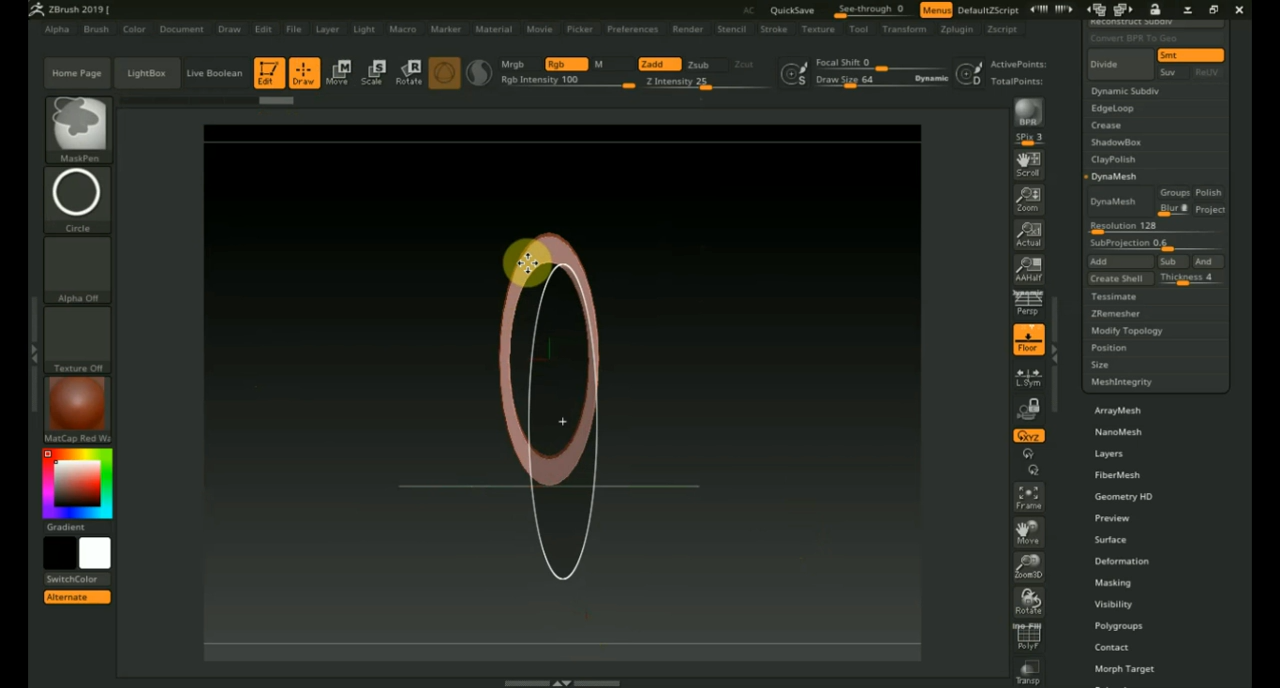 ZBrush 2019 [
AC QuickSave See-through 0 Menus DefaultZScript
Alpha Brush Color Document Draw Edit File Layer Light Macro Marker Material Movie Picker Preferences Render Stencil Stroke Texture Tool Transform Zplugin Zscript
Home Page LightBox Live Boolean Edit Draw Move Scale Rotate
Mrgb Rgb M Zadd Zsub Zcut
Rgb Intensity 100 Z Intensity 25
Focal Shift 0
Draw Size 64 Dynamic
ActivePoints:
TotalPoints:
MaskPen
Circle
Alpha Off
Texture Off
MatCap Red Wa
Gradient
SwitchColor
Alternate
BPR
SPix 3
Scroll
Zoom
Actual
AAHalf
Dynamic
Persp
Floor
L.Sym
XYZ
Frame
Move
Zoom3D
Rotate
PolyF
Transp
Reconstruct Subdiv
Convert BPR To Geo
Divide Smt
Suv ReUV
Dynamic Subdiv
EdgeLoop
Crease
ShadowBox
ClayPolish
DynaMesh
DynaMesh Groups Polish
Blur Project
Resolution 128
SubProjection 0.6
Add Sub And
Create Shell Thickness 4
Tessimate
ZRemesher
Modify Topology
Position
Size
MeshIntegrity
ArrayMesh
NanoMesh
Layers
FiberMesh
Geometry HD
Preview
Surface
Deformation
Masking
Visibility
Polygroups
Contact
Morph Target